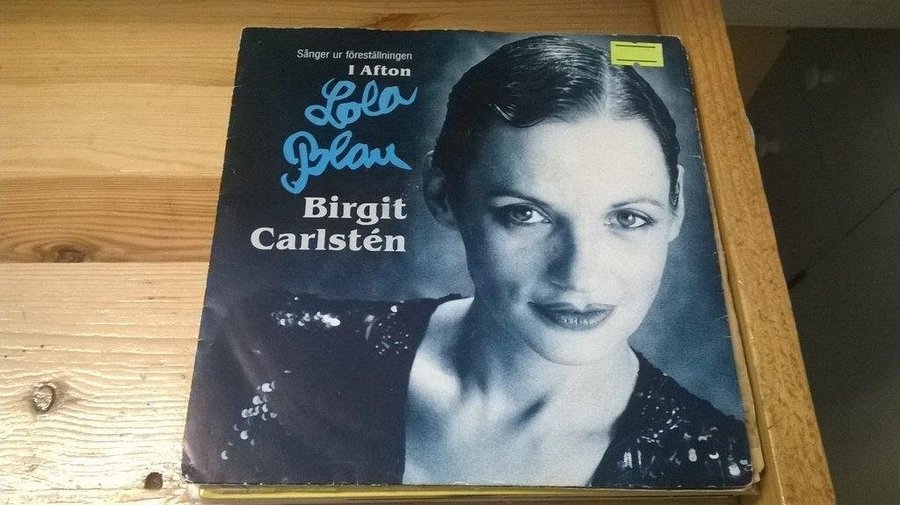 Sånger ur föreställningen
I Afton
Lola
Blau
Birgit
Carlstén